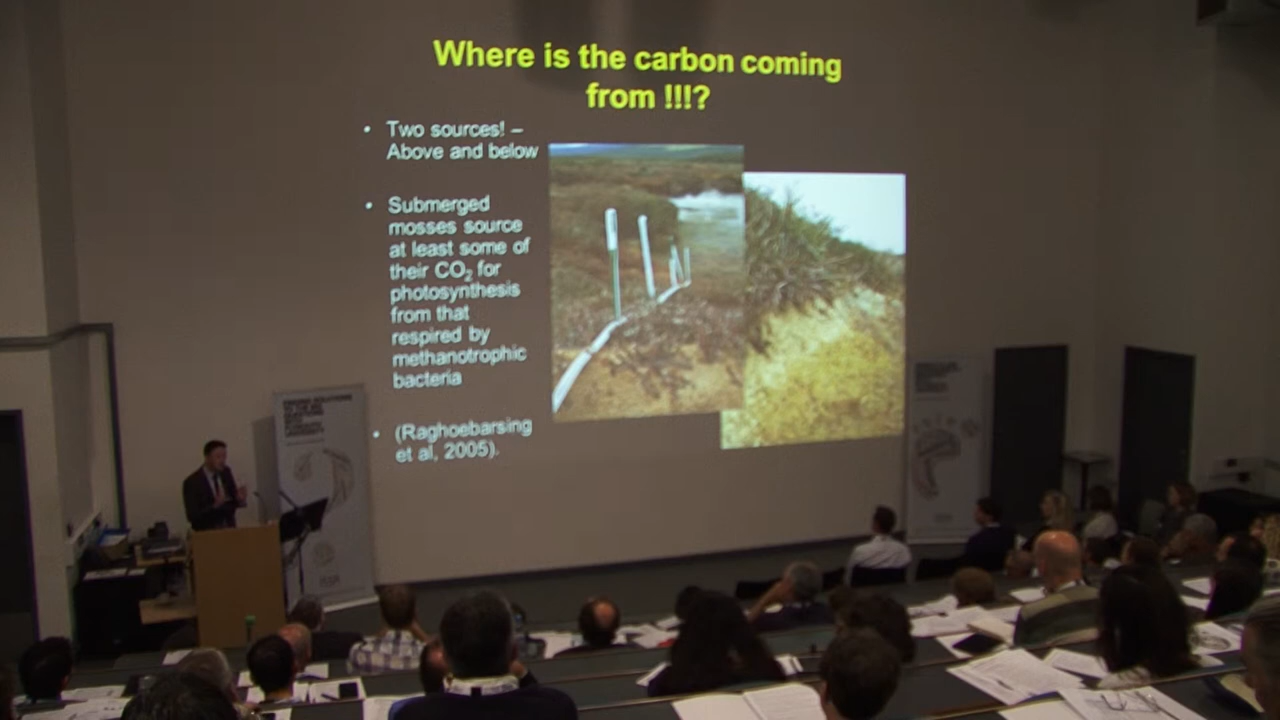 Where is the carbon coming
from !!!?
• Two sources! –
Above and below
• Submerged
mosses source
at least some of
their CO₂ for
photosynthesis
from that
respired by
methanotrophic
bacteria
• (Raghoebarsing
et al, 2005).